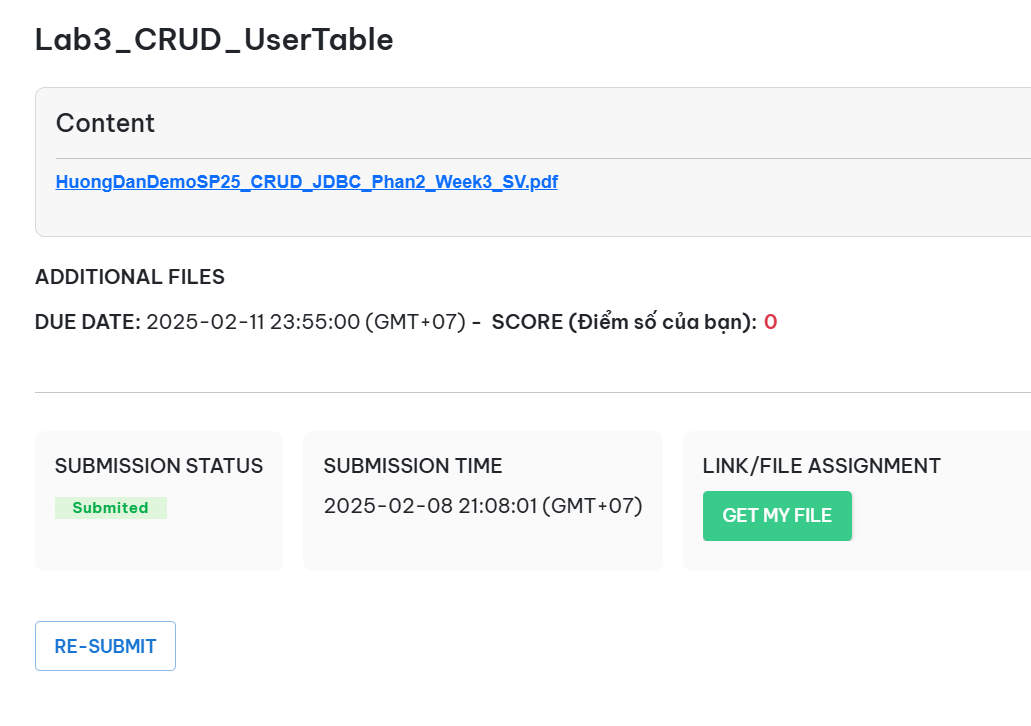 Lab3_CRUD_UserTable
Content
HuongDanDemoSP25_CRUD_JDBC_Phan2_Week3_SV.pdf
ADDITIONAL FILES
DUE DATE: 2025-02-11 23:55:00 (GMT+07) - SCORE (Điểm số của bạn): 0
SUBMISSION STATUS
Submited
SUBMISSION TIME
2025-02-08 21:08:01 (GMT+07)
LINK/FILE ASSIGNMENT
GET MY FILE
RE-SUBMIT